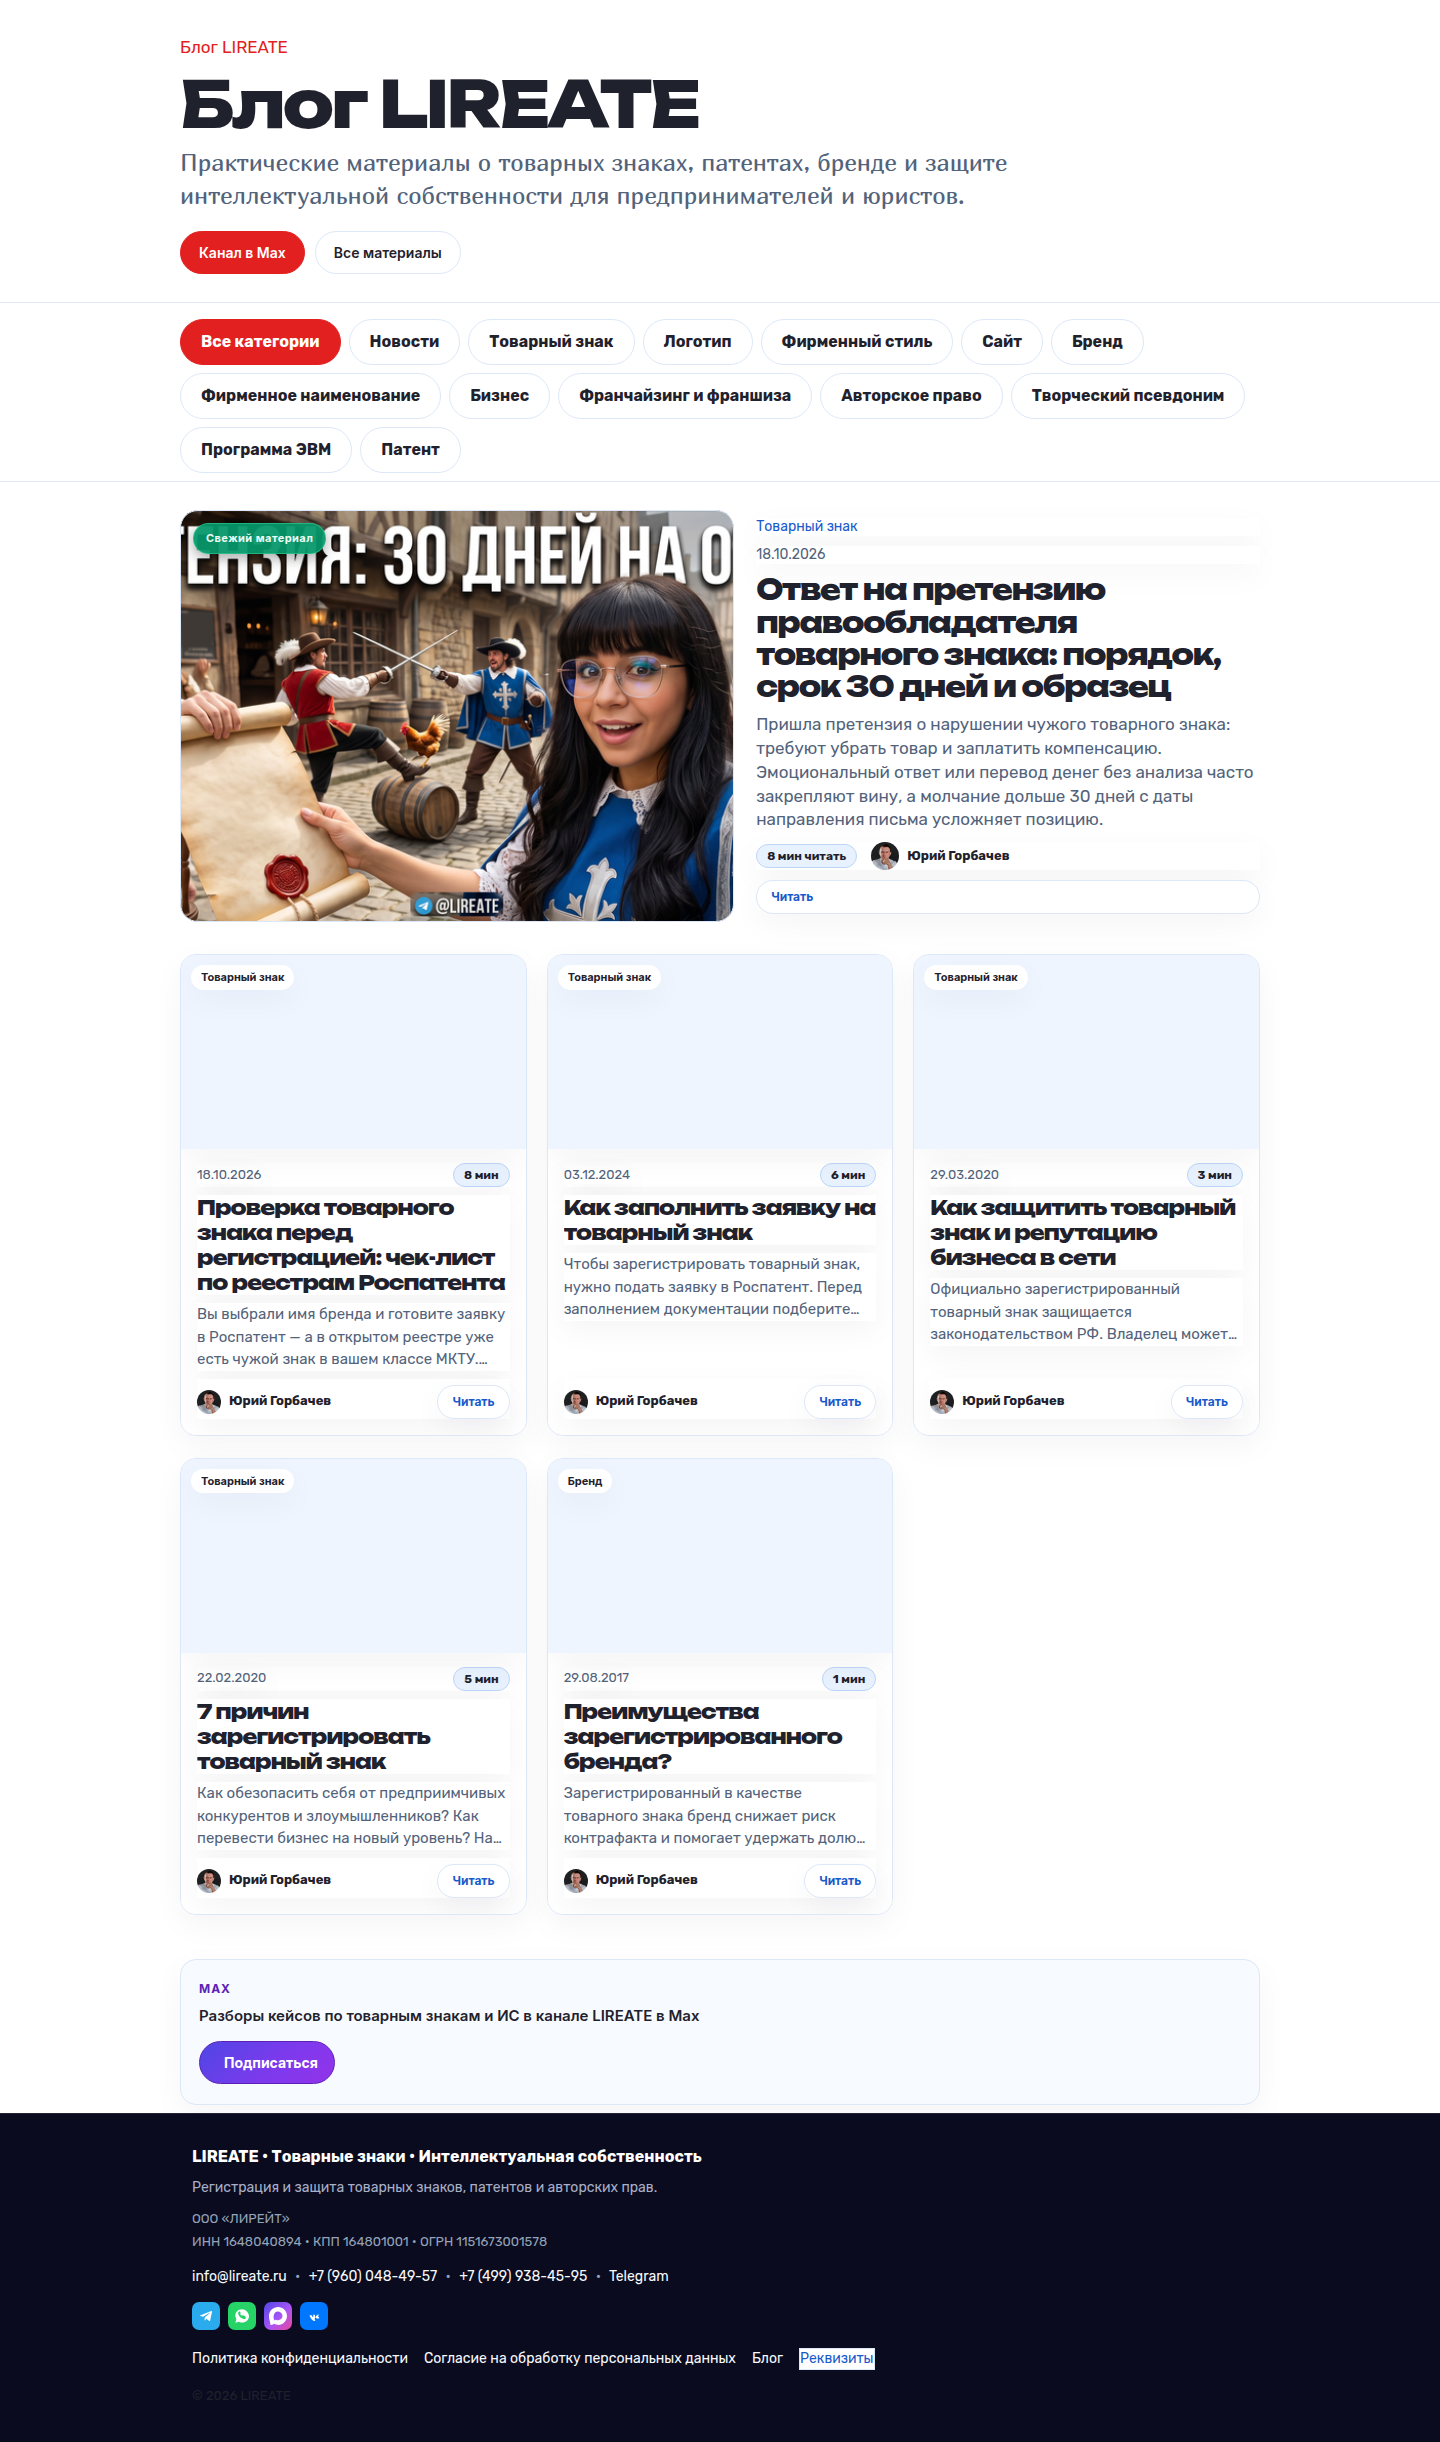 Блог LIREATE
Блог LIREATE
Практические материалы о товарных знаках, патентах, бренде и защите
интеллектуальной собственности для предпринимателей и юристов.
Канал в Max
Все материалы
Все категории
Новости
Товарный знак
Логотип
Фирменный стиль
Сайт
Бренд
Фирменное наименование
Бизнес
Франчайзинг и франшиза
Авторское право
Творческий псевдоним
Программа ЭВМ
Патент
Свежий материал
ЕНЗИЯ: 30 ДНЕЙ НА О
@LIREATE
Товарный знак
18.10.2026
Ответ на претензию
правообладателя
товарного знака: порядок,
срок 30 дней и образец
Пришла претензия о нарушении чужого товарного знака:
требуют убрать товар и заплатить компенсацию.
Эмоциональный ответ или перевод денег без анализа часто
закрепляют вину, а молчание дольше 30 дней с даты
направления письма усложняет позицию.
8 мин читать
Юрий Горбачев
Читать
Товарный знак
18.10.2026
8 мин
Проверка товарного
знака перед
регистрацией: чек-лист
по реестрам Роспатента
Вы выбрали имя бренда и готовите заявку
в Роспатент — а в открытом реестре уже
есть чужой знак в вашем классе МКТУ....
Юрий Горбачев
Читать
Товарный знак
03.12.2024
6 мин
Как заполнить заявку на
товарный знак
Чтобы зарегистрировать товарный знак,
нужно подать заявку в Роспатент. Перед
заполнением документации подберите...
Юрий Горбачев
Читать
Товарный знак
29.03.2020
3 мин
Как защитить товарный
знак и репутацию
бизнеса в сети
Официально зарегистрированный
товарный знак защищается
законодательством РФ. Владелец может...
Юрий Горбачев
Читать
Товарный знак
22.02.2020
5 мин
7 причин
зарегистрировать
товарный знак
Как обезопасить себя от предприимчивых
конкурентов и злоумышленников? Как
перевести бизнес на новый уровень? На...
Юрий Горбачев
Читать
Бренд
29.08.2017
1 мин
Преимущества
зарегистрированного
бренда?
Зарегистрированный в качестве
товарного знака бренд снижает риск
контрафакта и помогает удержать долю...
Юрий Горбачев
Читать
MAX
Разборы кейсов по товарным знакам и ИС в канале LIREATE в Max
Подписаться
LIREATE • Товарные знаки • Интеллектуальная собственность
Регистрация и защита товарных знаков, патентов и авторских прав.
ООО «ЛИРЕЙТ»
ИНН 1648040894 • КПП 164801001 • ОГРН 1151673001578
info@lireate.ru • +7 (960) 048-49-57 • +7 (499) 938-45-95 • Telegram
Политика конфиденциальности Согласие на обработку персональных данных Блог Реквизиты
© 2026 LIREATE